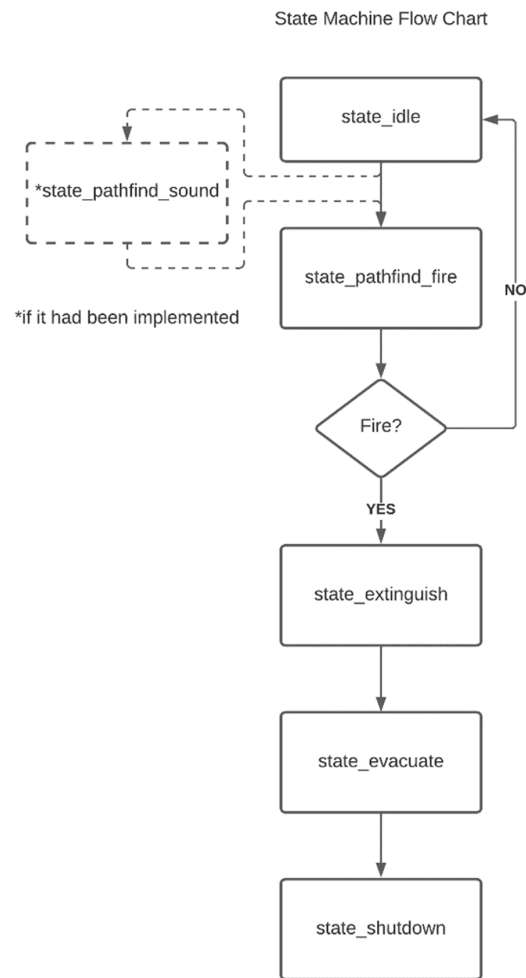 State Machine Flow Chart
state_idle
*state_pathfind_sound
state_pathfind_fire
NO
*if it had been implemented
Fire?
YES
state_extinguish
state_evacuate
state_shutdown